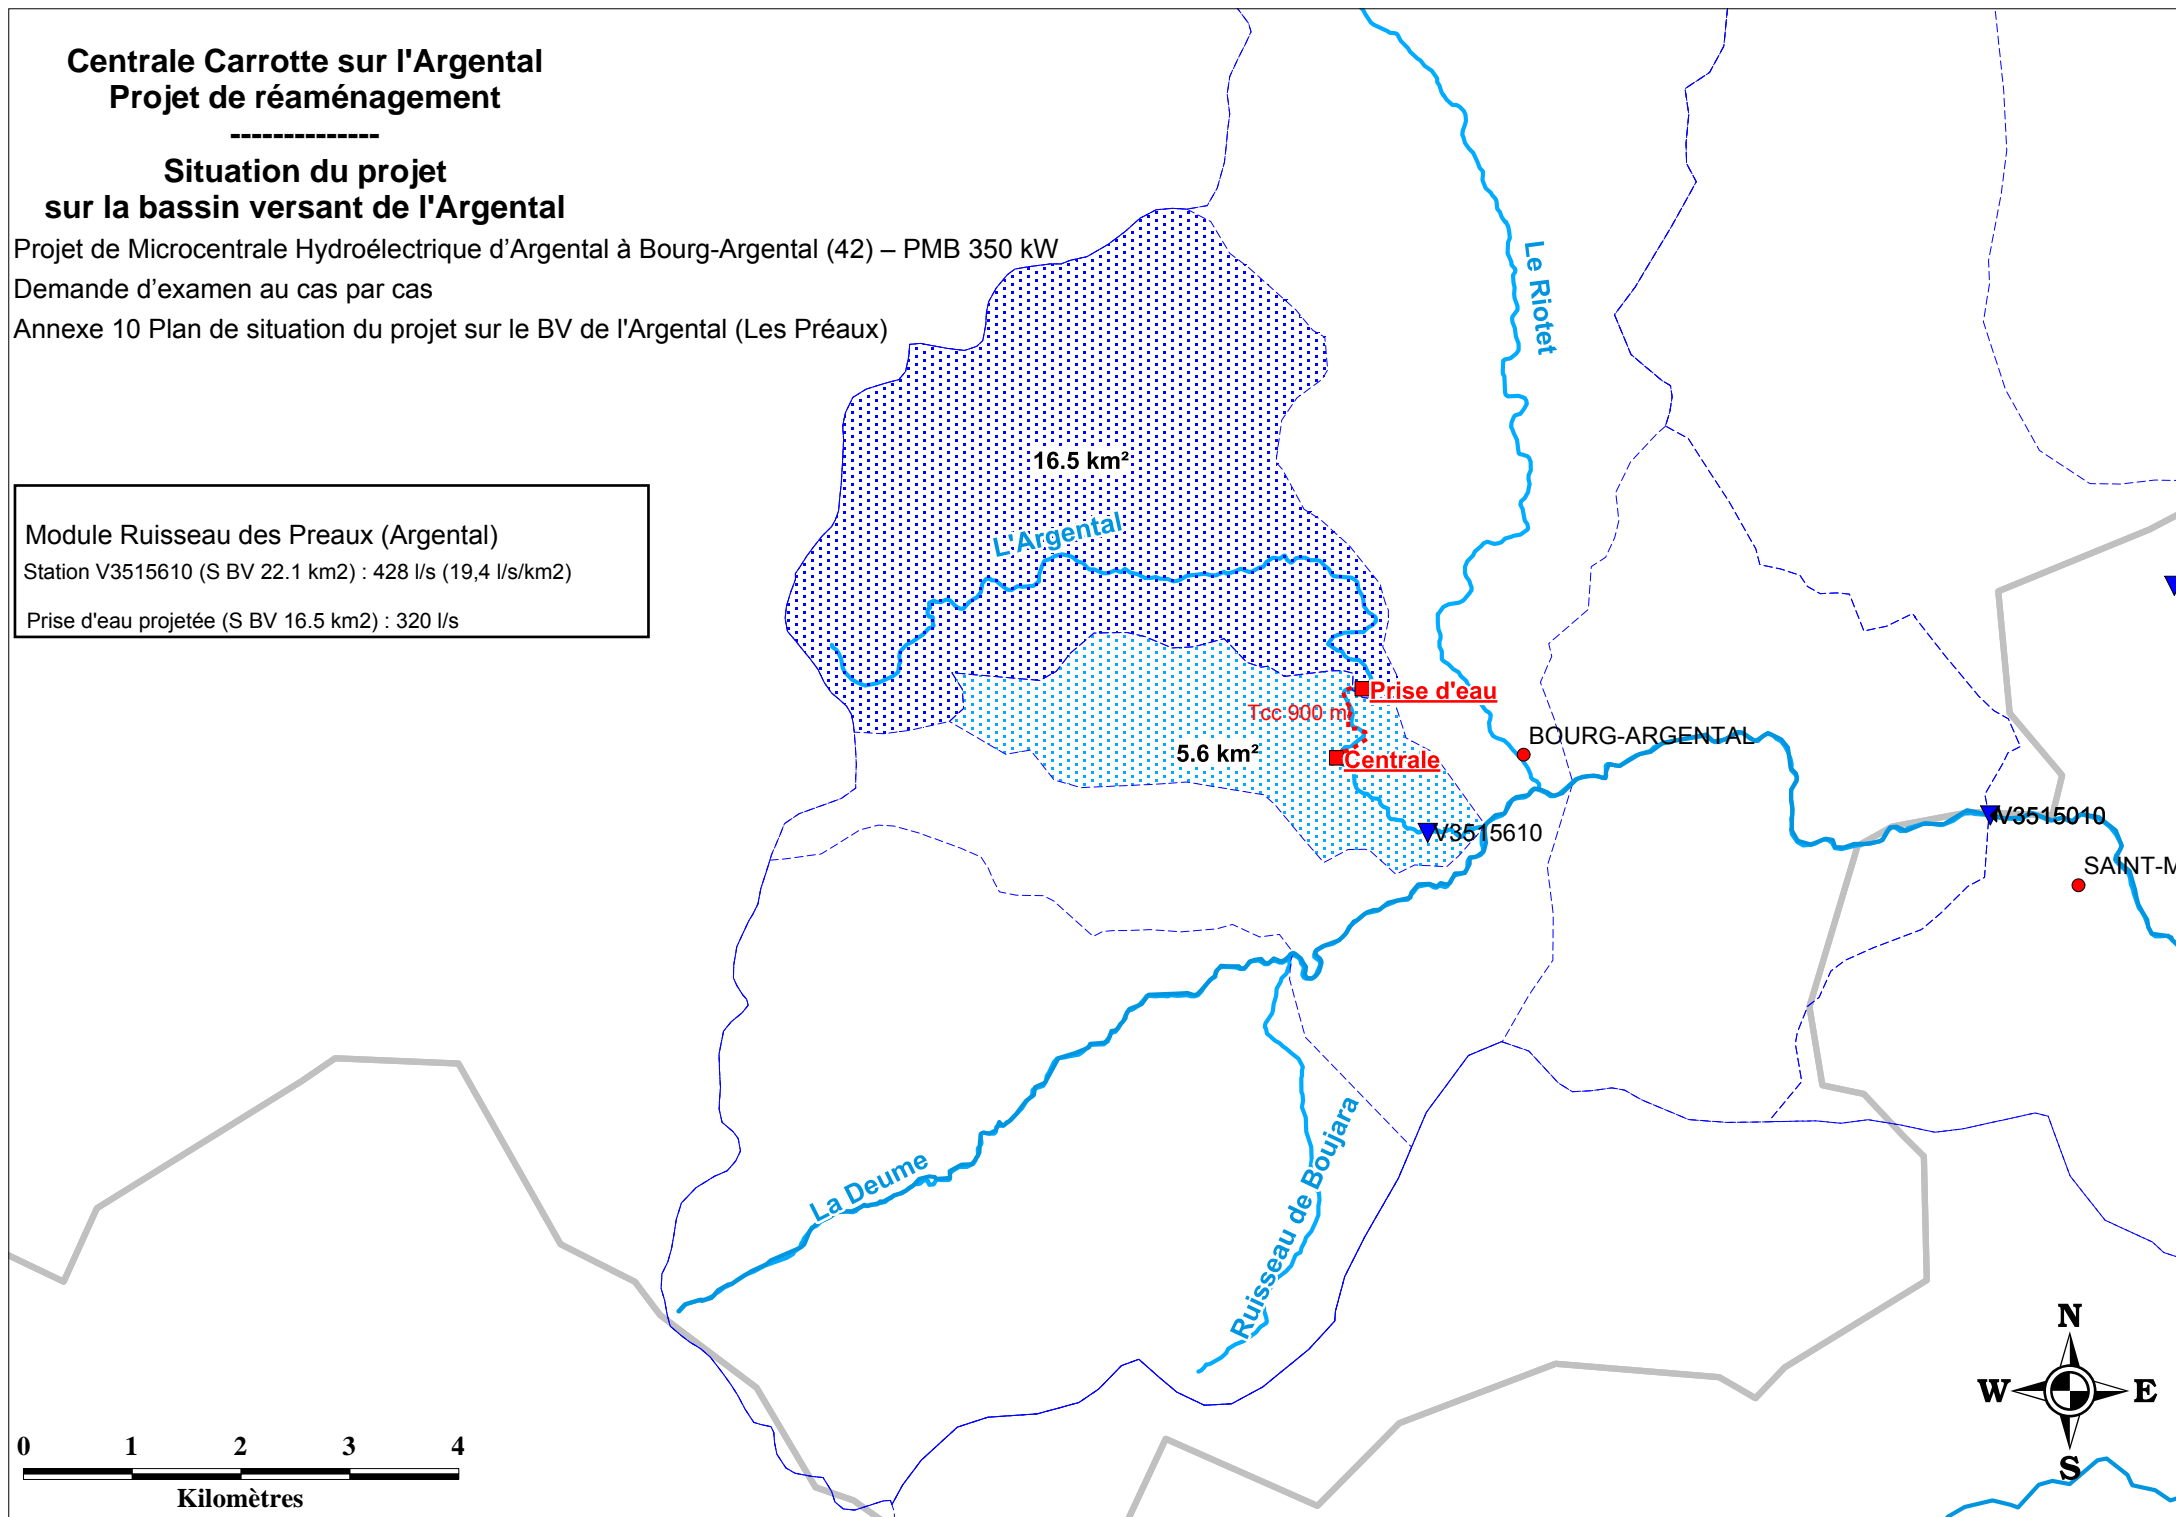 Centrale Carrotte sur l'Argental
Projet de réaménagement
--------------
Situation du projet
sur la bassin versant de l'Argental
Projet de Microcentrale Hydroélectrique d’Argental à Bourg-Argental (42) – PMB 350 kW
Demande d’examen au cas par cas
Annexe 10 Plan de situation du projet sur le BV de l'Argental (Les Préaux)
Module Ruisseau des Preaux (Argental)
Station V3515610 (S BV 22.1 km2) : 428 l/s (19,4 l/s/km2)
Prise d'eau projetée (S BV 16.5 km2) : 320 l/s
Le Riotet
16.5 km²
L'Argental
Prise d'eau
Tcc 900 m
BOURG-ARGENTAL
5.6 km²
Centrale
V3515610
V3515010
SAINT-M
La Deume
Ruisseau de Boujara
N
W
E
S
0 1 2 3 4
Kilomètres